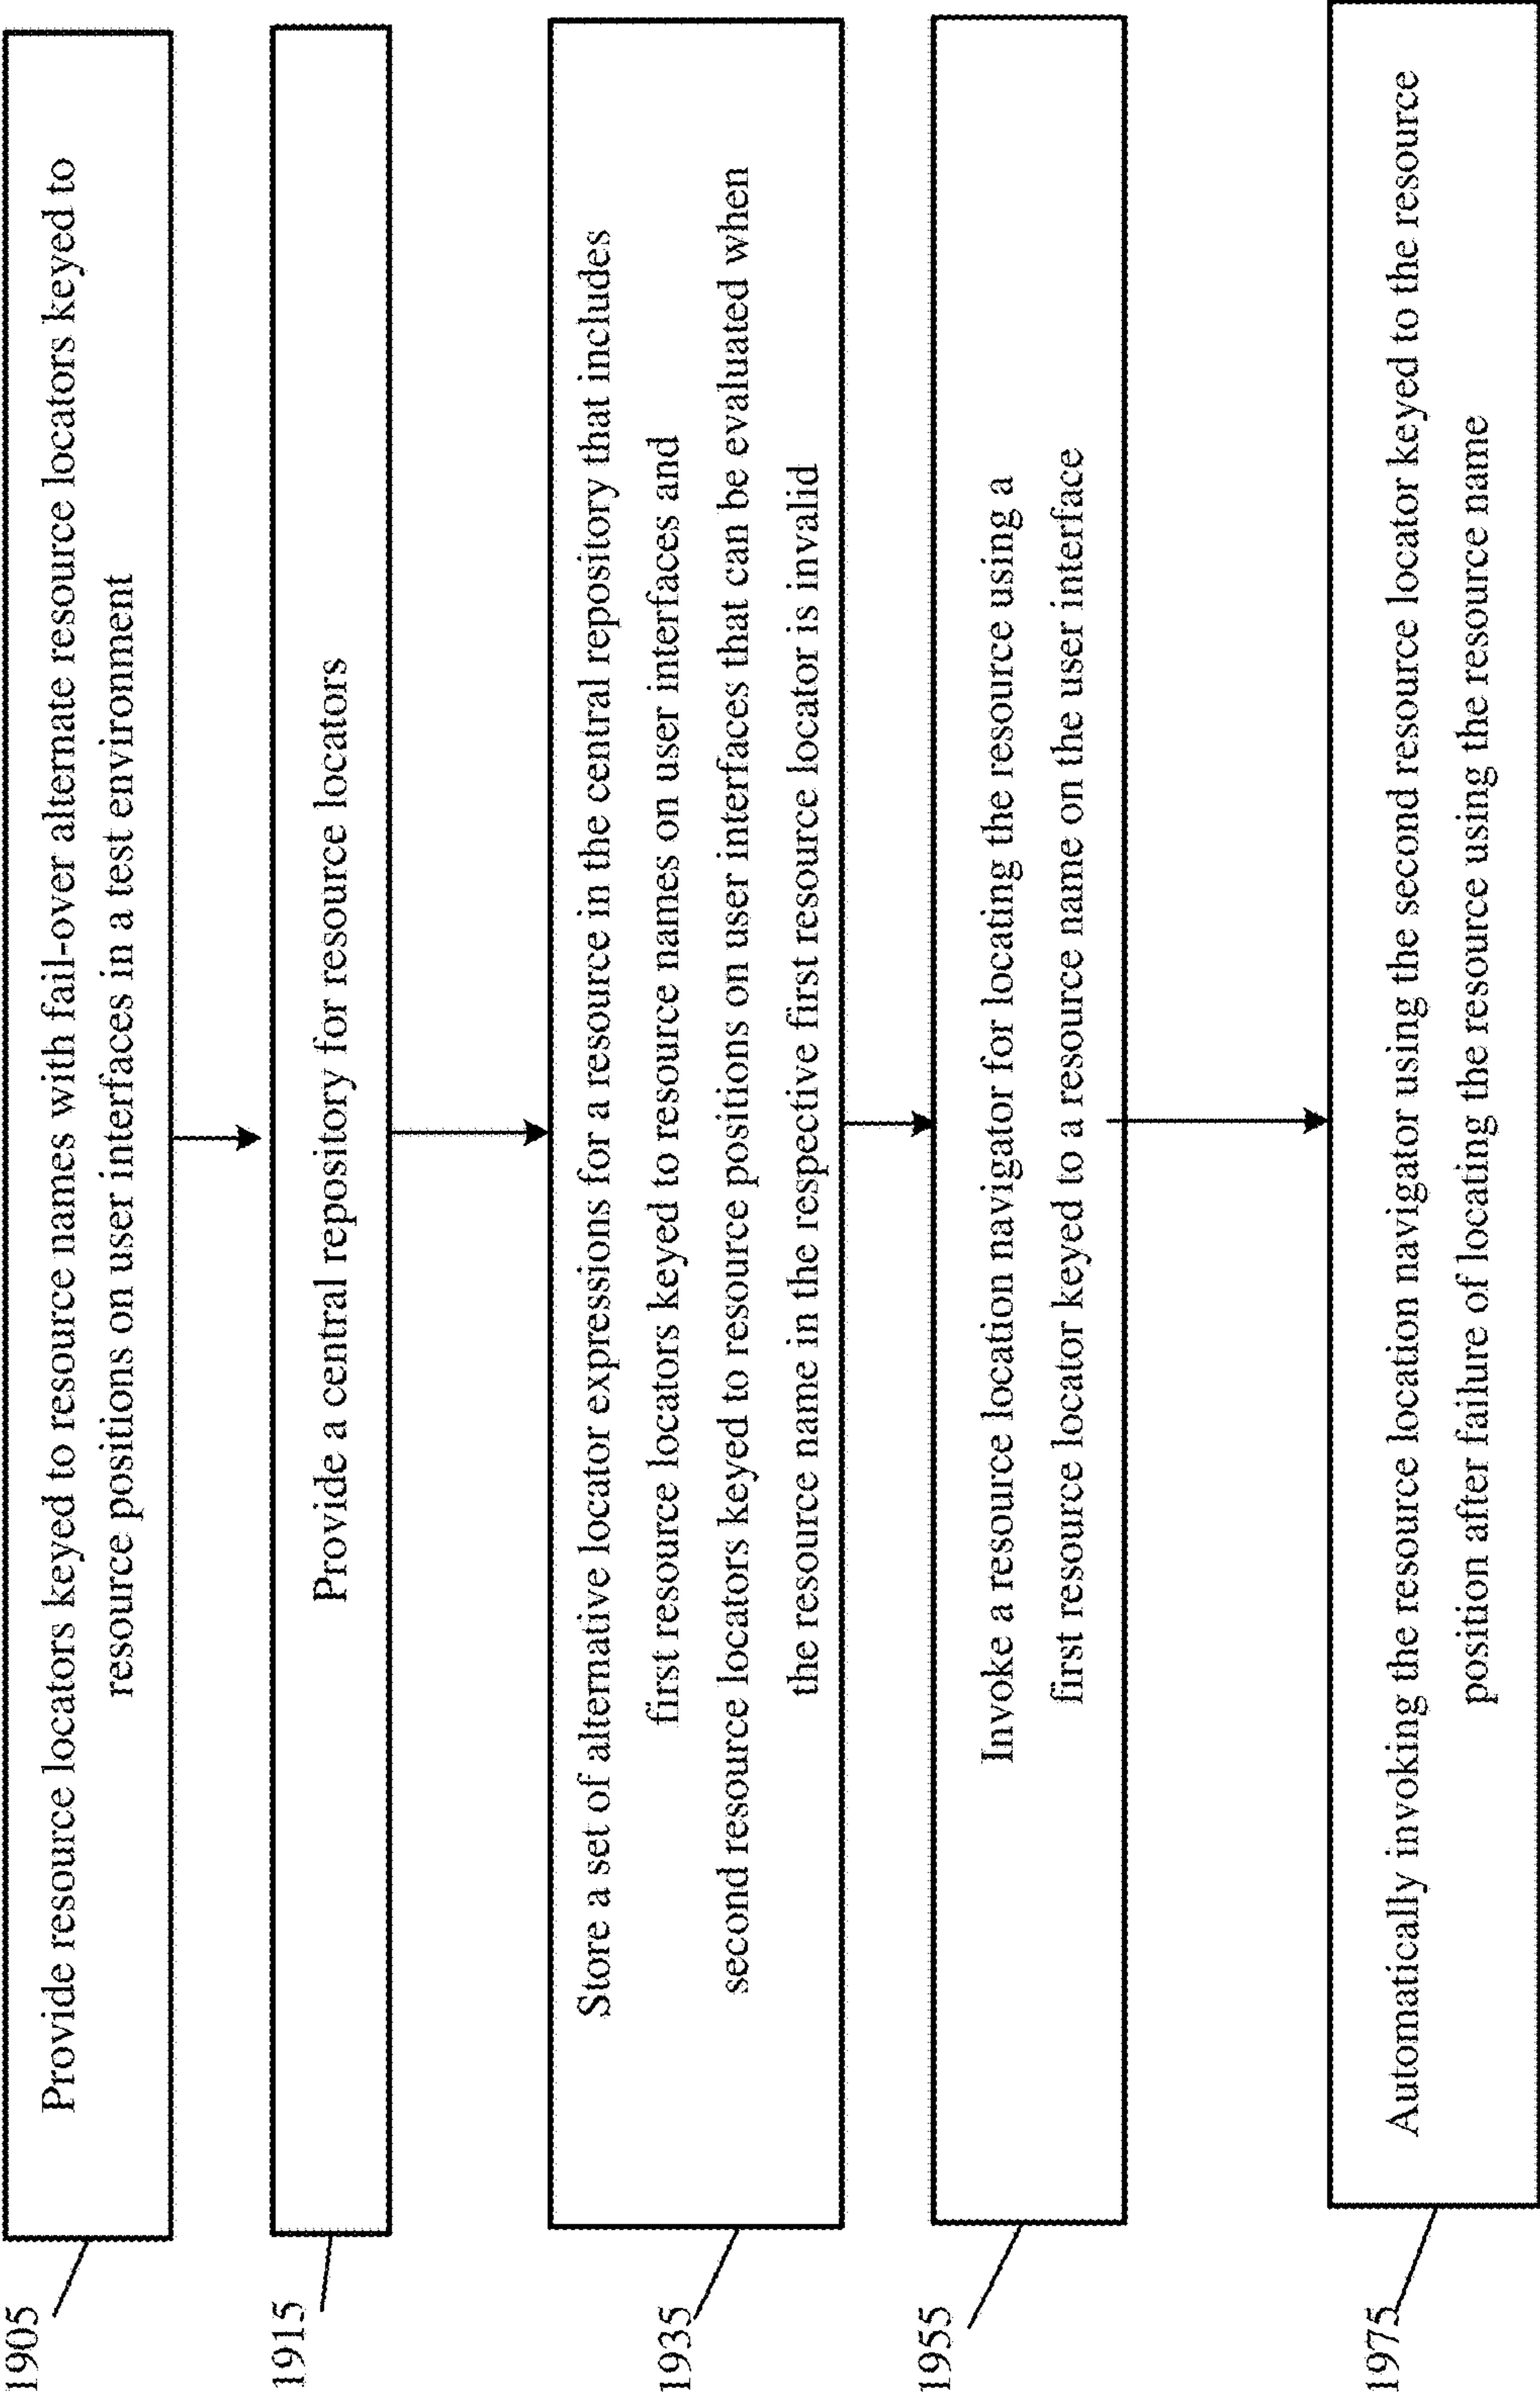 1905
Provide resource locators keyed to resource names with fail-over alternate resource locators keyed to
resource positions on user interfaces in a test environment
1915
Provide a central repository for resource locators
1935
Store a set of alternative locator expressions for a resource in the central repository that includes
first resource locators keyed to resource names on user interfaces and
second resource locators keyed to resource positions on user interfaces that can be evaluated when
the resource name in the respective first resource locator is invalid
1955
Invoke a resource location navigator for locating the resource using a
first resource locator keyed to a resource name on the user interface
1975
Automatically invoking the resource location navigator using the second resource locator keyed to the resource
position after failure of locating the resource using the resource name